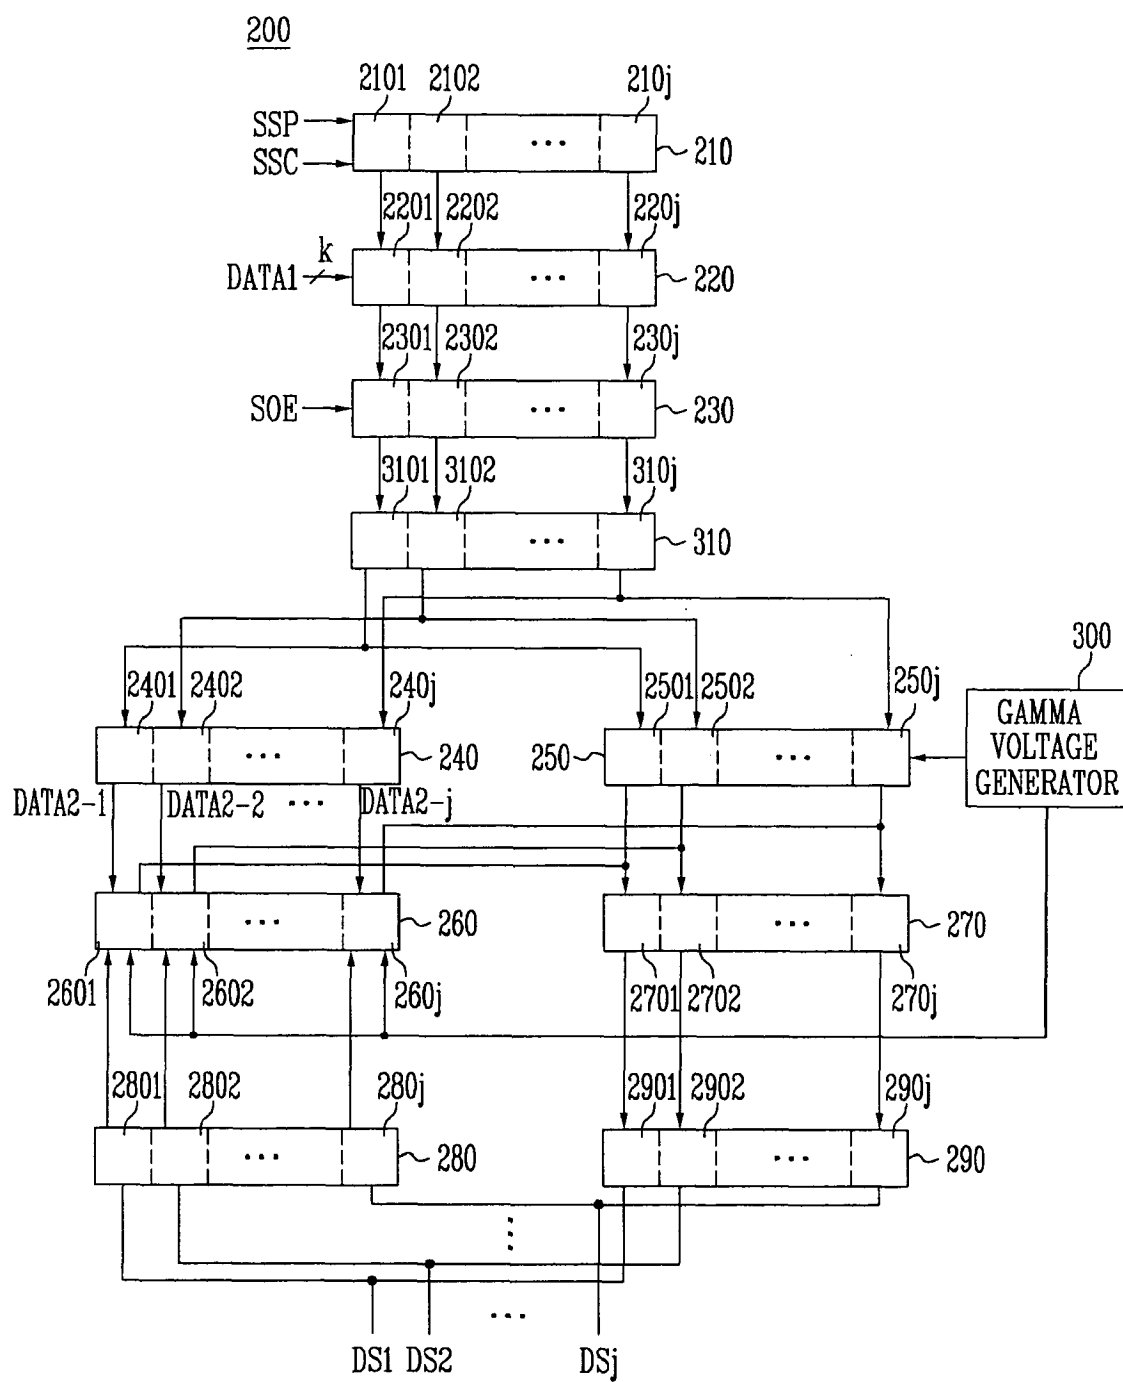 200
2101 2102 210j
SSP
SSC
210
2201 2202 220j
k
DATA1
220
2301 2302 230j
SOE
230
3101 3102 310j
310
300
2401 2402 240j 2501 2502 250j
GAMMA
VOLTAGE
GENERATOR
240 250
DATA2-1 DATA2-2 ... DATA2-j
260 270
2601 2602 260j 2701 2702 270j
2801 2802 280j 2901 2902 290j
280 290
DS1 DS2 DSj